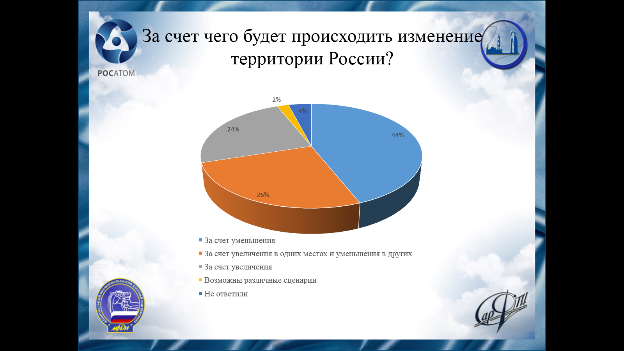 За счет чего будет происходить изменение
территории России?
РОСАТОМ
2%
4%
44%
24%
26%
За счет уменьшения
За счет увеличения в одних местах и уменьшения в других
За счет увеличения
Возможны различные сценарии
Не ответили
СарФТИ